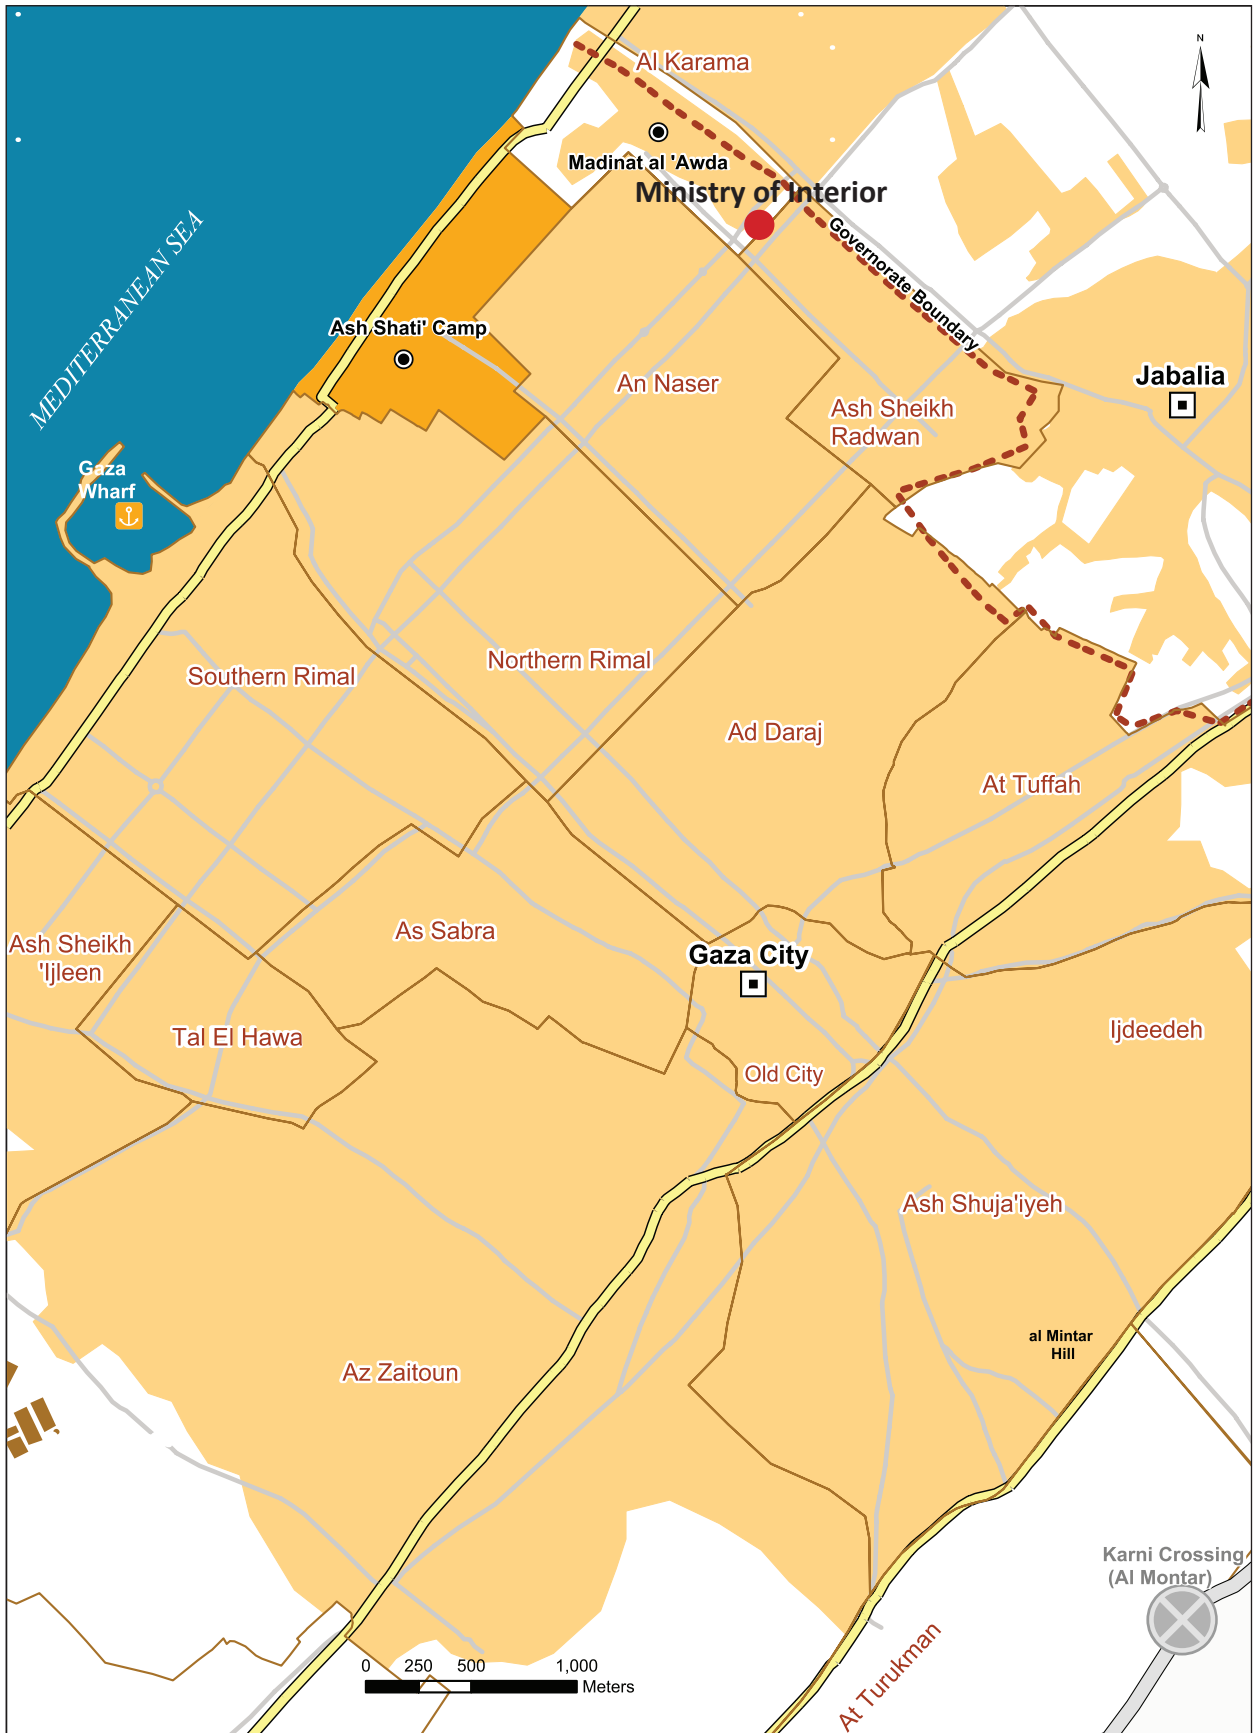 N
Al Karama
Madinat al 'Awda
Ministry of Interior
Governorate Boundary
MEDITERRANEAN SEA
Ash Shati' Camp
An Naser
Jabalia
Ash Sheikh
Radwan
Gaza
Wharf
Northern Rimal
Southern Rimal
Ad Daraj
At Tuffah
As Sabra
Ash Sheikh
'Ijleen
Gaza City
Tal El Hawa
Ijdeedeh
Old City
Ash Shuja'iyeh
al Mintar
Hill
Az Zaitoun
Karni Crossing
(Al Montar)
At Turukman
0 250 500 1,000
Meters